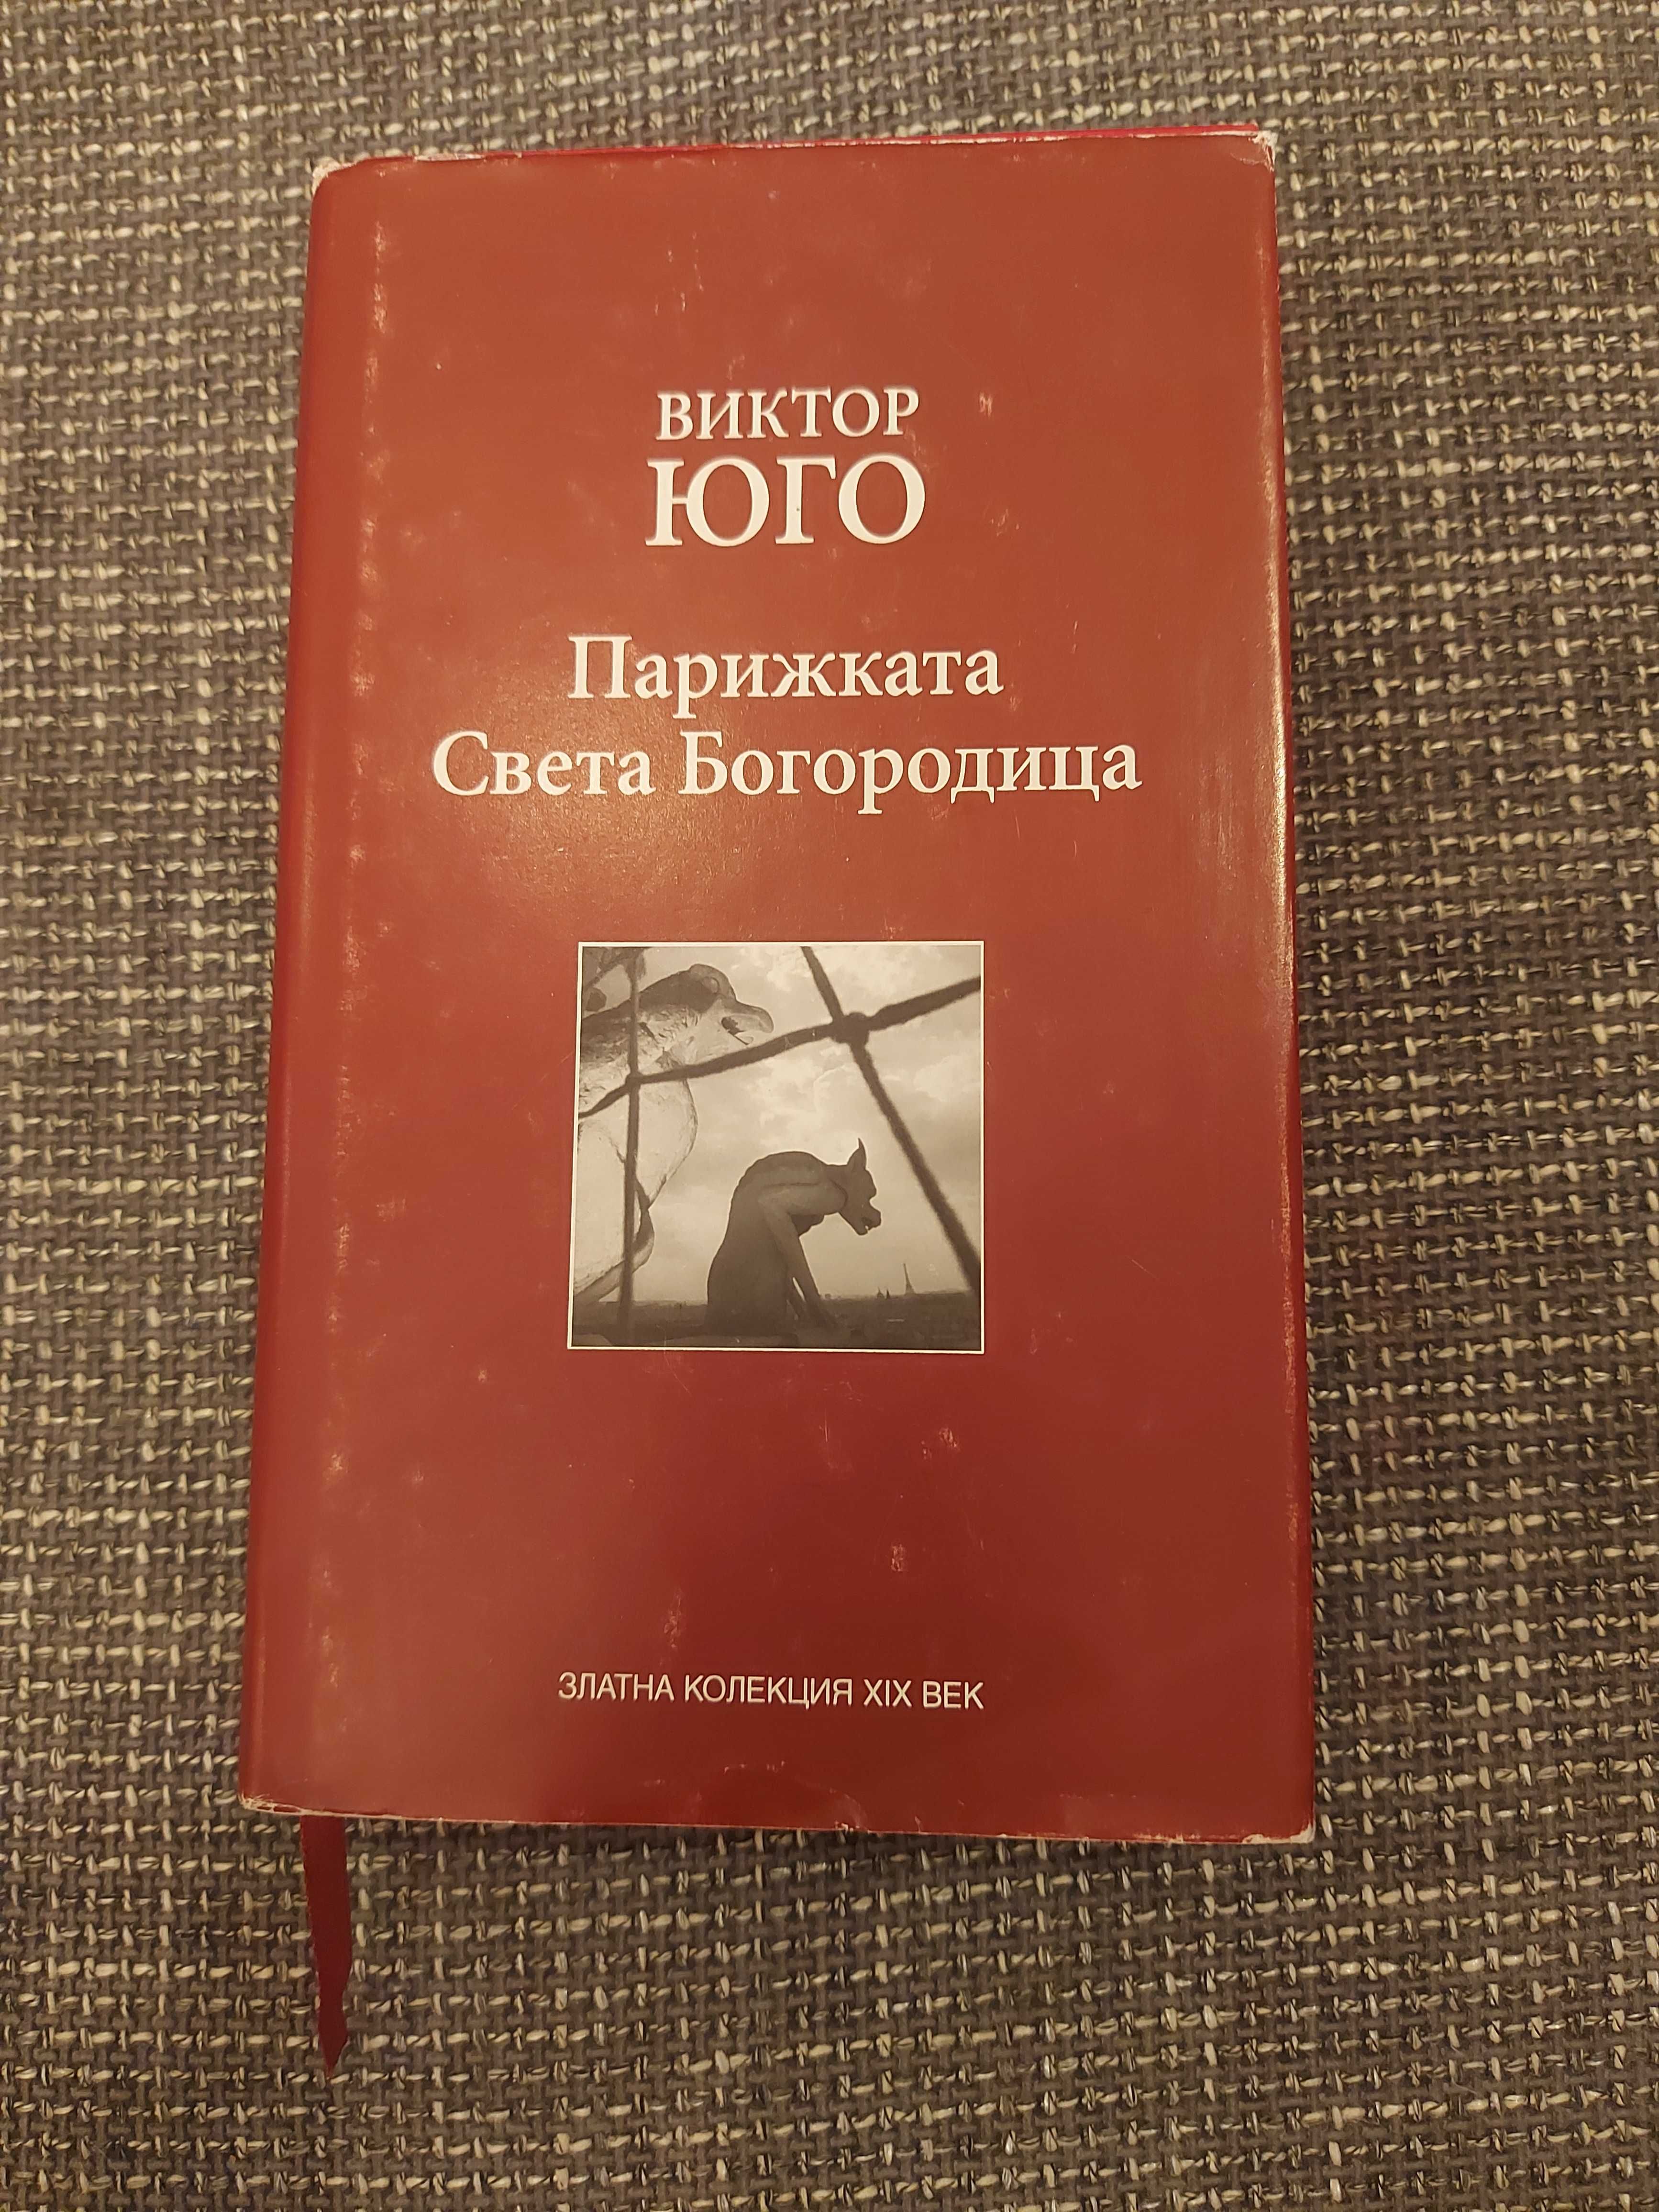 ВИКТОР
ЮГО
Парижката
Света Богородица
ЗЛАТНА КОЛЕКЦИЯ XIX ВЕК